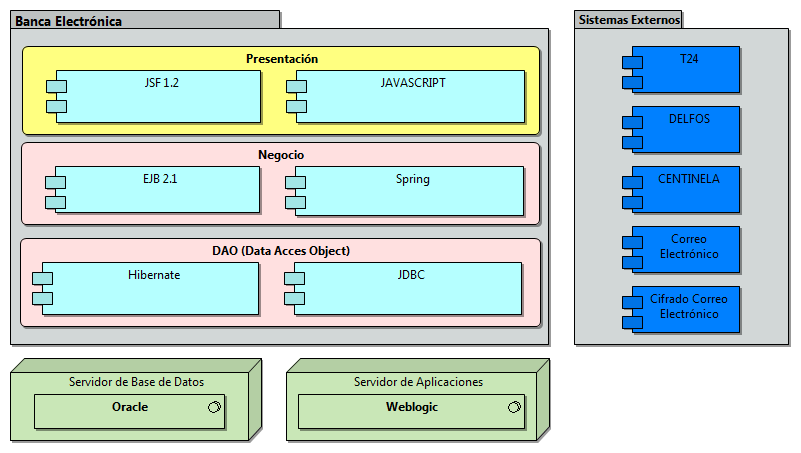 Banca Electrónica
Presentación
JSF 1.2
JAVASCRIPT
Negocio
EJB 2.1
Spring
DAO (Data Acces Object)
Hibernate
JDBC
Servidor de Base de Datos
Oracle
Servidor de Aplicaciones
Weblogic
Sistemas Externos
T24
DELFOS
CENTINELA
Correo
Electrónico
Cifrado Correo
Electrónico